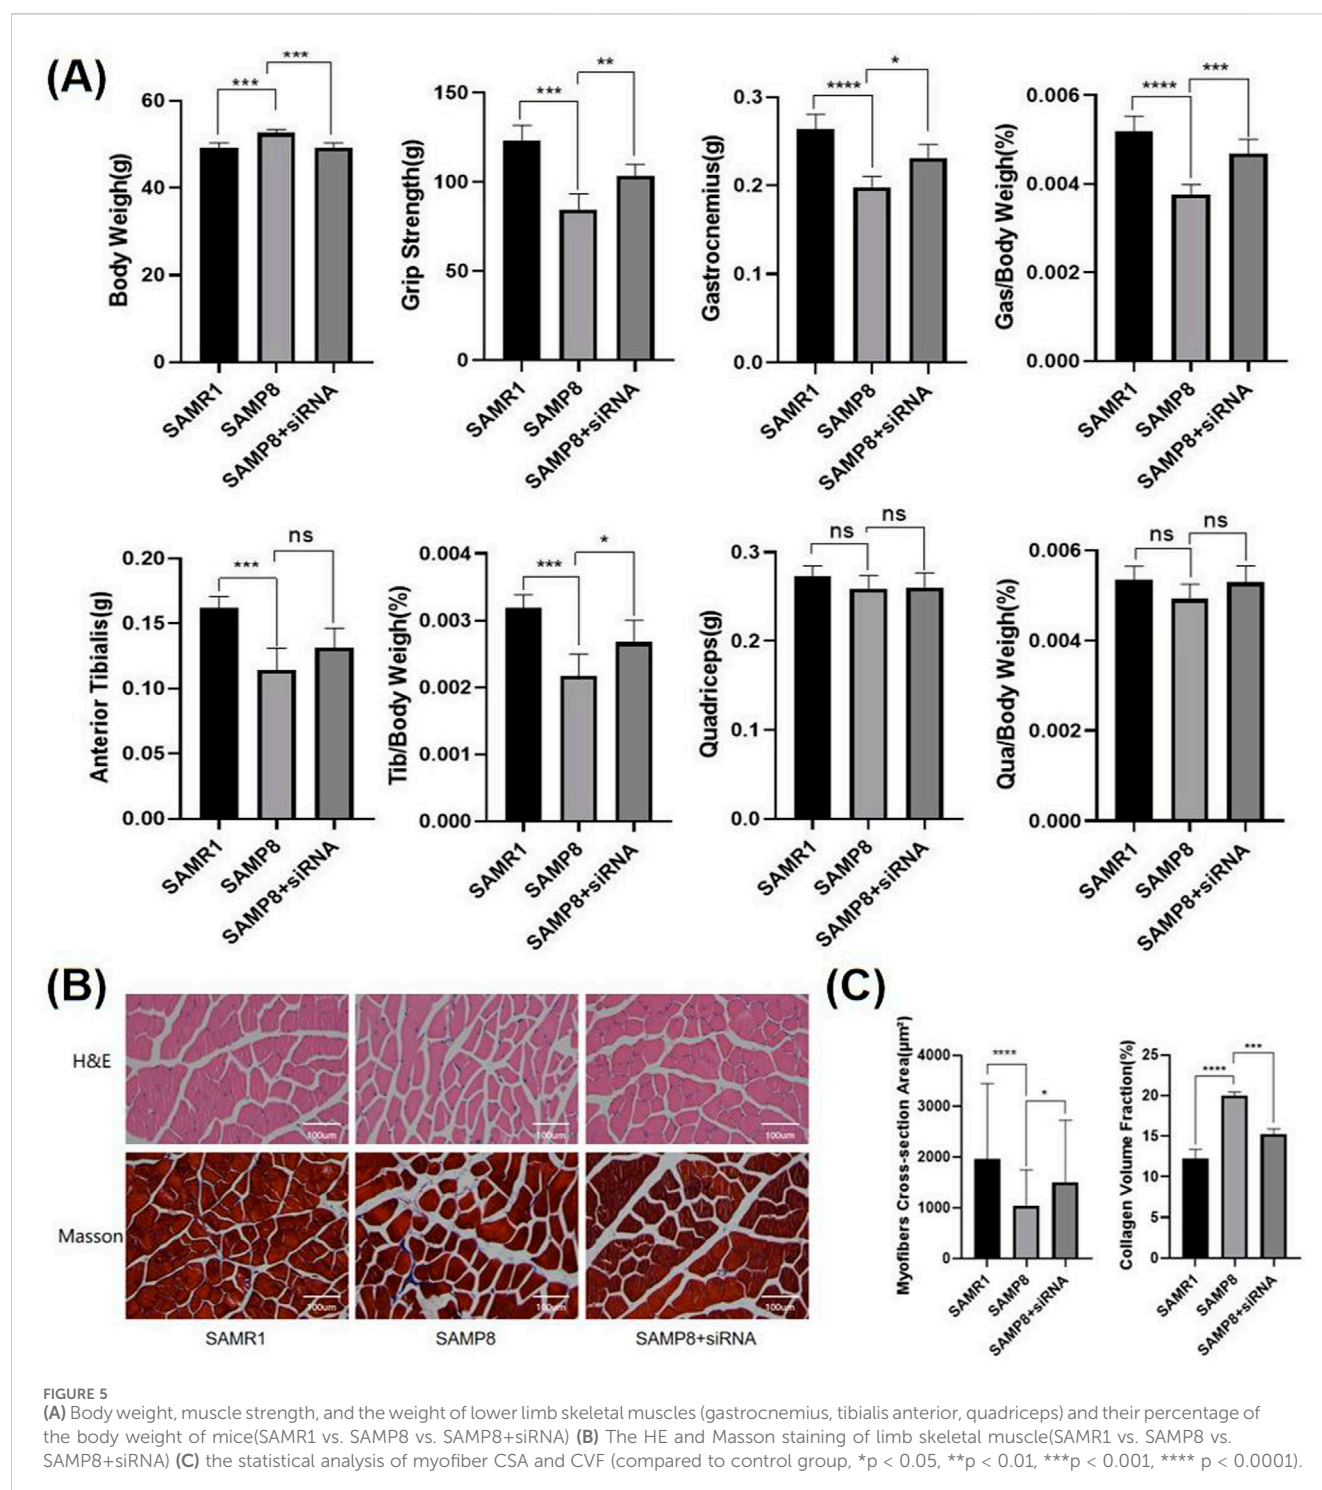 (A)
Body Weigh(g)
60
40
20
0
***
***
SAMR1
SAMP8
SAMP8+siRNA
Grip Strength(g)
150
100
50
0
***
**
SAMR1
SAMP8
SAMP8+siRNA
Gastrocnemius(g)
0.3
0.2
0.1
0.0
****
*
SAMR1
SAMP8
SAMP8+siRNA
Gas/Body Weigh(%)
0.006
0.004
0.002
0.000
****
***
SAMR1
SAMP8
SAMP8+siRNA
Anterior Tibialis(g)
0.20
0.15
0.10
0.05
0.00
***
ns
SAMR1
SAMP8
SAMP8+siRNA
Tib/Body Weigh(%)
0.004
0.003
0.002
0.001
0.000
***
*
SAMR1
SAMP8
SAMP8+siRNA
Quadriceps(g)
0.3
0.2
0.1
0.0
ns
ns
SAMR1
SAMP8
SAMP8+siRNA
Qua/Body Weigh(%)
0.006
0.004
0.002
0.000
ns
ns
SAMR1
SAMP8
SAMP8+siRNA
(B)
H&E
100um
100um
100um
Masson
100um
100um
100um
SAMR1
SAMP8
SAMP8+siRNA
(C)
Myofibers Cross-section Area(μm²)
4000
3000
2000
1000
0
****
*
SAMR1
SAMP8
SAMP8+siRNA
Collagen Volume Fraction(%)
25
20
15
10
5
0
****
***
SAMR1
SAMP8
SAMP8+siRNA
FIGURE 5
(A) Body weight, muscle strength, and the weight of lower limb skeletal muscles (gastrocnemius, tibialis anterior, quadriceps) and their percentage of
the body weight of mice(SAMR1 vs. SAMP8 vs. SAMP8+siRNA) (B) The HE and Masson staining of limb skeletal muscle(SAMR1 vs. SAMP8 vs.
SAMP8+siRNA) (C) the statistical analysis of myofiber CSA and CVF (compared to control group, *p < 0.05, **p < 0.01, ***p < 0.001, **** p < 0.0001).